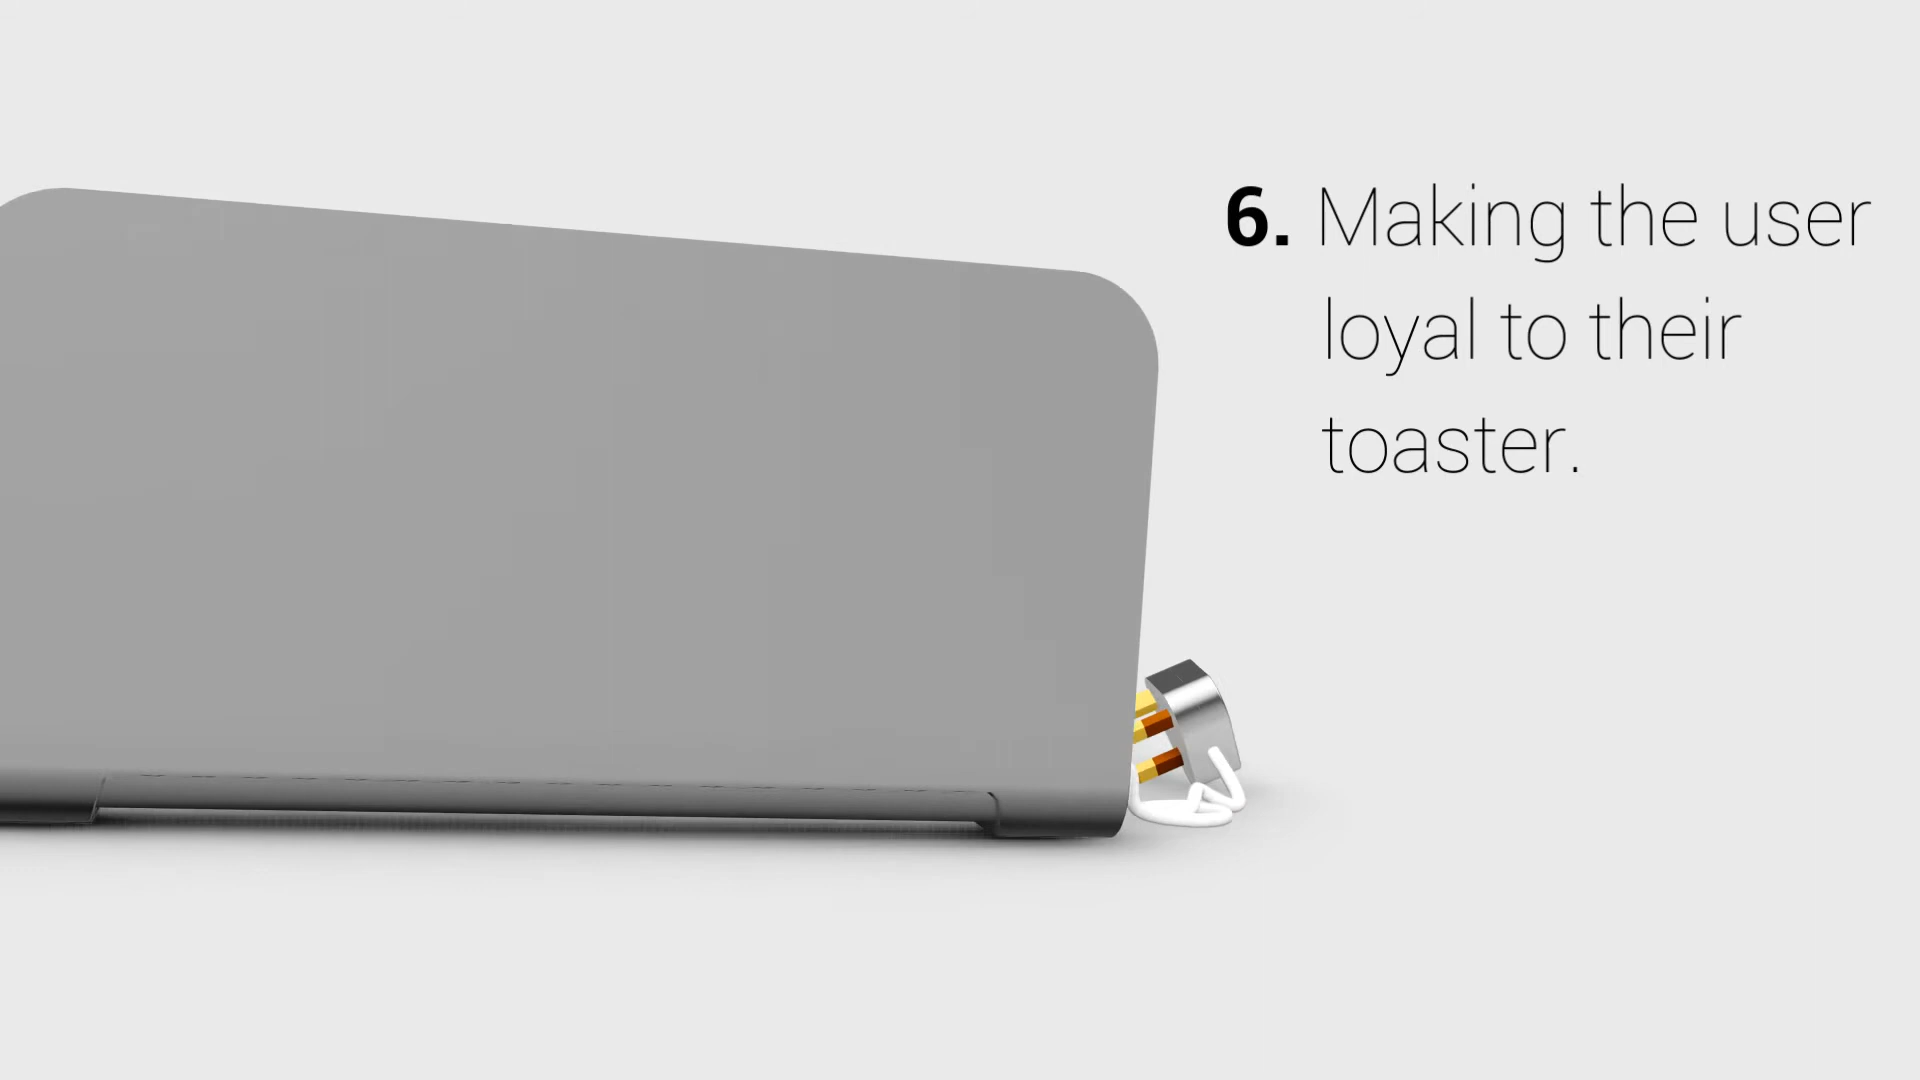 6. Making the user
loyal to their
toaster.